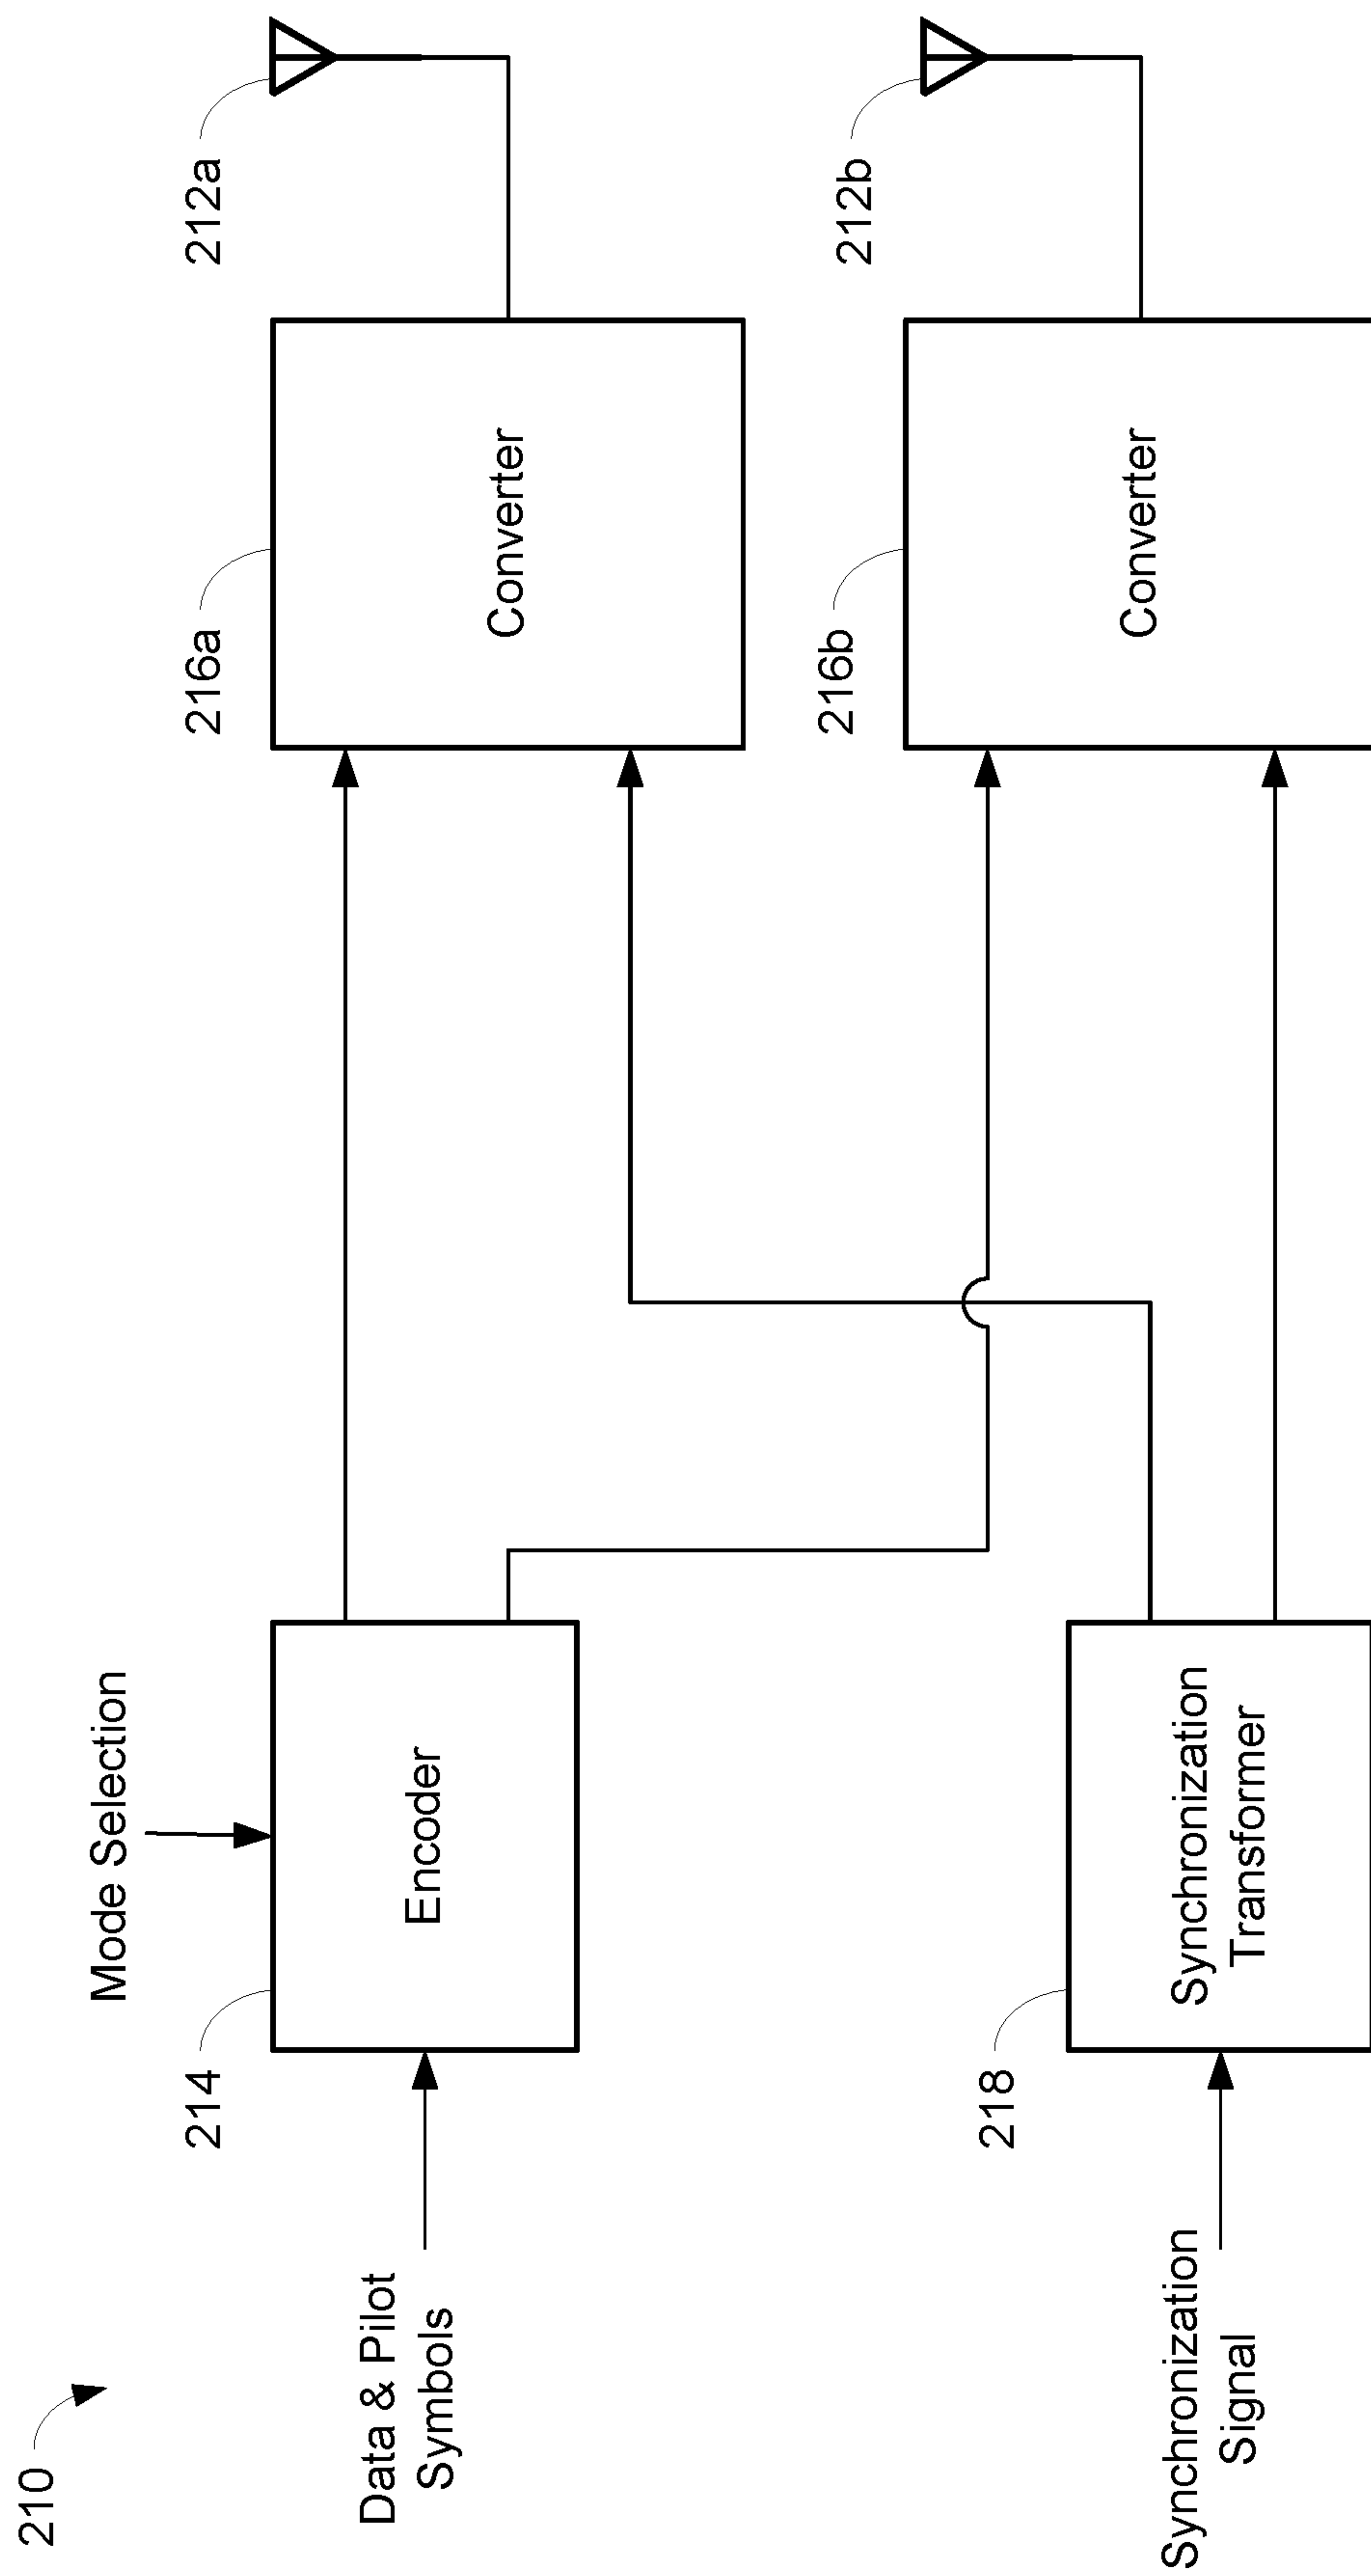 210
Mode Selection
214
216a
212a
Data & Pilot
Symbols
Encoder
Converter
218
216b
212b
Synchronization
Signal
Synchronization
Transformer
Converter